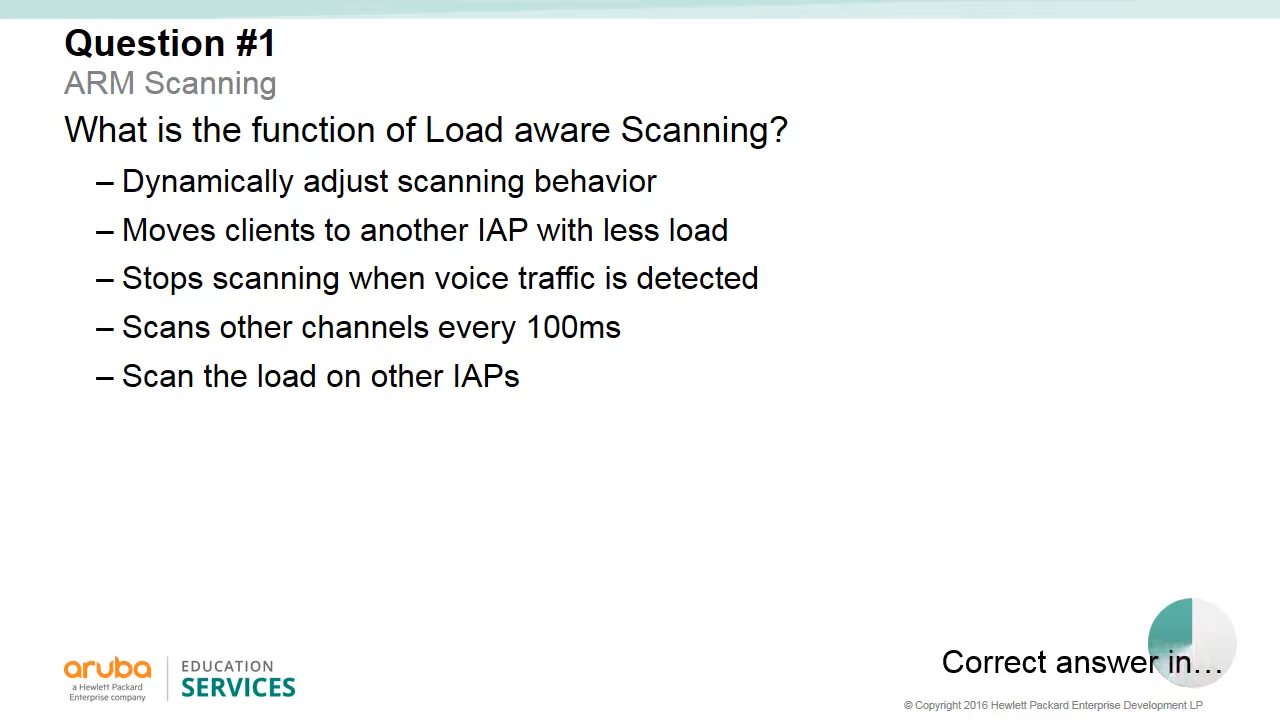 Question #1
ARM Scanning
What is the function of Load aware Scanning?
– Dynamically adjust scanning behavior
– Moves clients to another IAP with less load
– Stops scanning when voice traffic is detected
– Scans other channels every 100ms
– Scan the load on other IAPs
Correct answer in…
aruba
a Hewlett Packard
Enterprise company
EDUCATION
SERVICES
© Copyright 2016 Hewlett Packard Enterprise Development LP